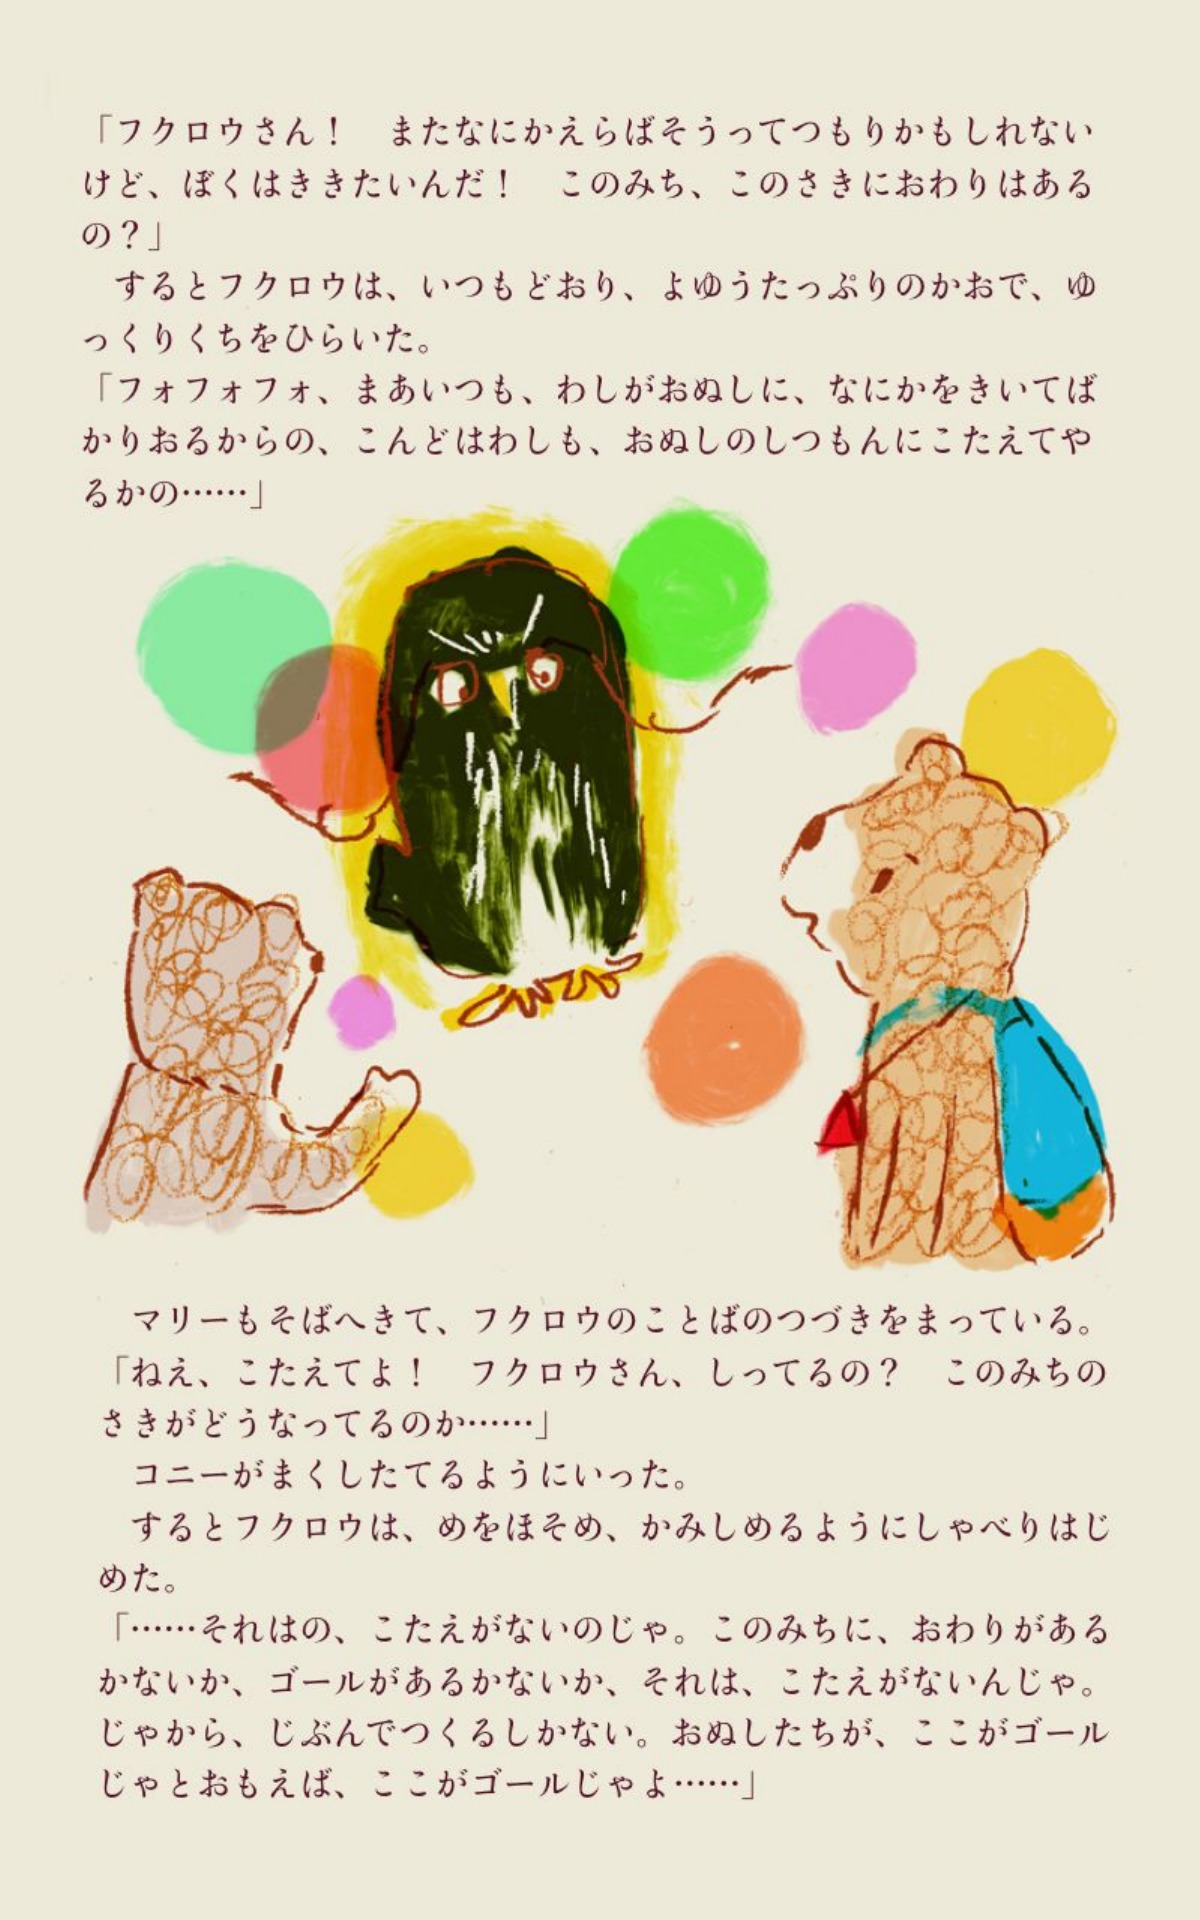 「フクロウさん！　またなにかえらばそうってつもりかもしれない
けど、ぼくはききたいんだ！　このみち、このさきにおわりはある
の？」
　するとフクロウは、いつもどおり、よゆうたっぷりのかおで、ゆ
っくりくちをひらいた。
「フォフォフォ、まあいつも、わしがおぬしに、なにかをきいてば
かりおるからの、こんどはわしも、おぬしのしつもんにこたえてや
るかの……」
　マリーもそばへきて、フクロウのことばのつづきをまっている。
「ねえ、こたえてよ！　フクロウさん、しってるの？　このみちの
さきがどうなってるのか……」
　コニーがまくしたてるようにいった。
　するとフクロウは、めをほそめ、かみしめるようにしゃべりはじ
めた。
「……それはの、こたえがないのじゃ。このみちに、おわりがある
かないか、ゴールがあるかないか、それは、こたえがないんじゃ。
じゃから、じぶんでつくるしかない。おぬしたちが、ここがゴール
じゃとおもえば、ここがゴールじゃよ……」